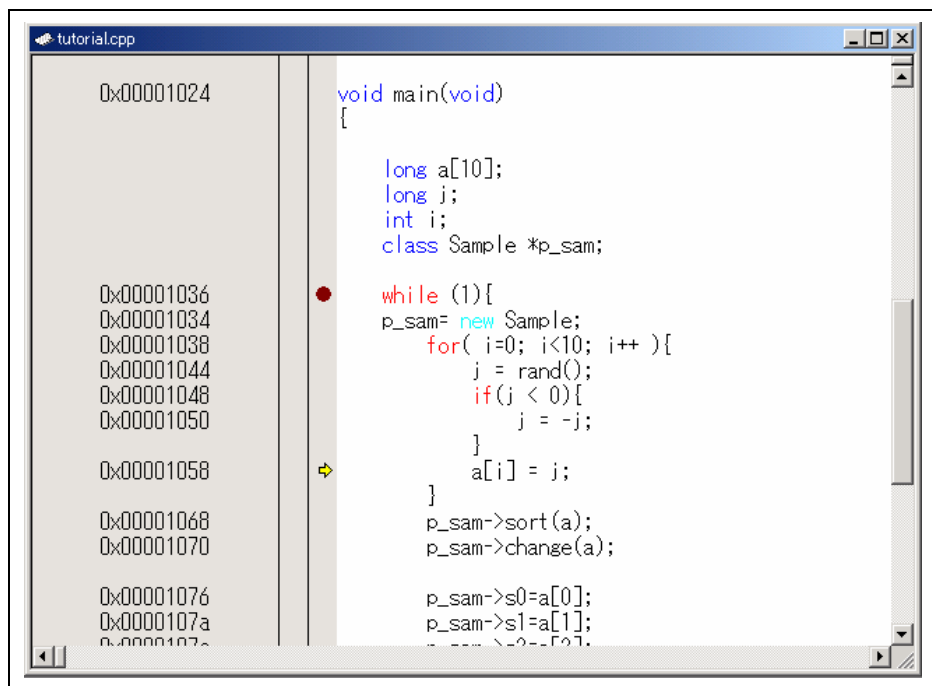 tutorial.cpp
0x00001024 void main(void)
{
long a[10];
long j;
int i;
class Sample *p_sam;
0x00001036 while (1){
0x00001034 p_sam= new Sample;
0x00001038 for( i=0; i<10; i++ ){
0x00001044 j = rand();
0x00001048 if(j < 0){
0x00001050 j = -j;
}
0x00001058 a[i] = j;
}
0x00001068 p_sam->sort(a);
0x00001070 p_sam->change(a);
0x00001076 p_sam->s0=a[0];
0x0000107a p_sam->s1=a[1];